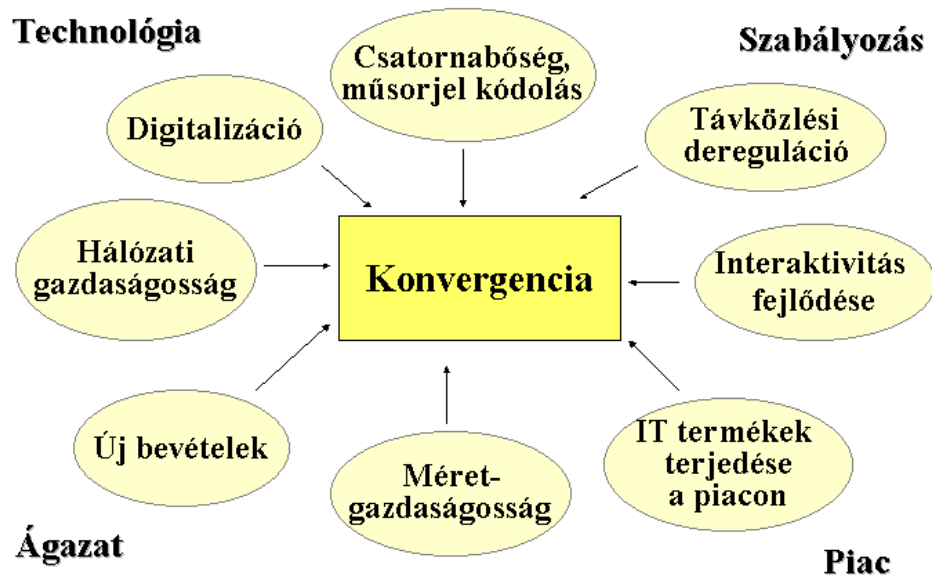 Technológia
Szabályozás
Csatornabőség,
műsorjel kódolás
Digitalizáció
Távközlési
dereguláció
Hálózati
gazdaságosság
Konvergencia
Interaktivitás
fejlődése
Új bevételek
Méret-
gazdaságosság
IT termékek
terjedése
a piacon
Ágazat
Piac